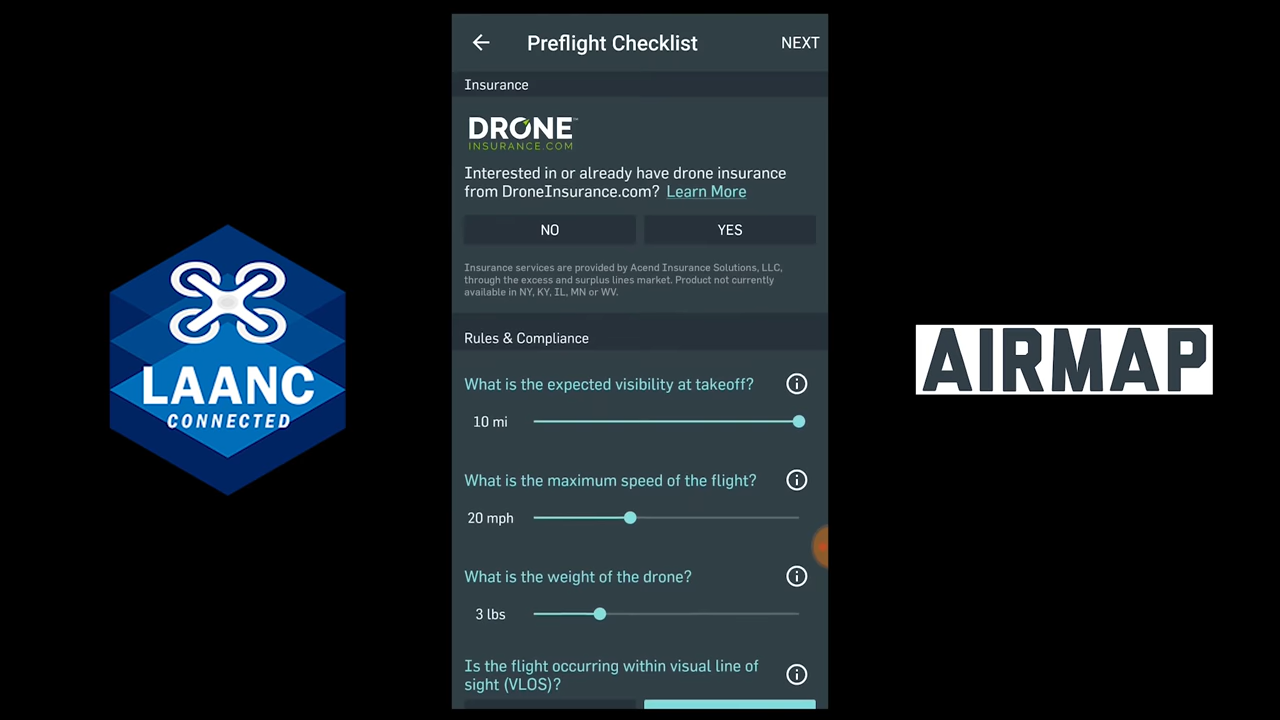 ← Preflight Checklist NEXT
Insurance
DRONE™
INSURANCE.COM
Interested in or already have drone insurance
from DroneInsurance.com? Learn More
NO YES
Insurance services are provided by Acend Insurance Solutions, LLC,
through the excess and surplus lines market. Product not currently
available in NY, KY, IL, MN or WV.
Rules & Compliance
What is the expected visibility at takeoff?
10 mi
What is the maximum speed of the flight?
20 mph
What is the weight of the drone?
3 lbs
Is the flight occurring within visual line of
sight (VLOS)?
LAANC
CONNECTED
AIRMAP